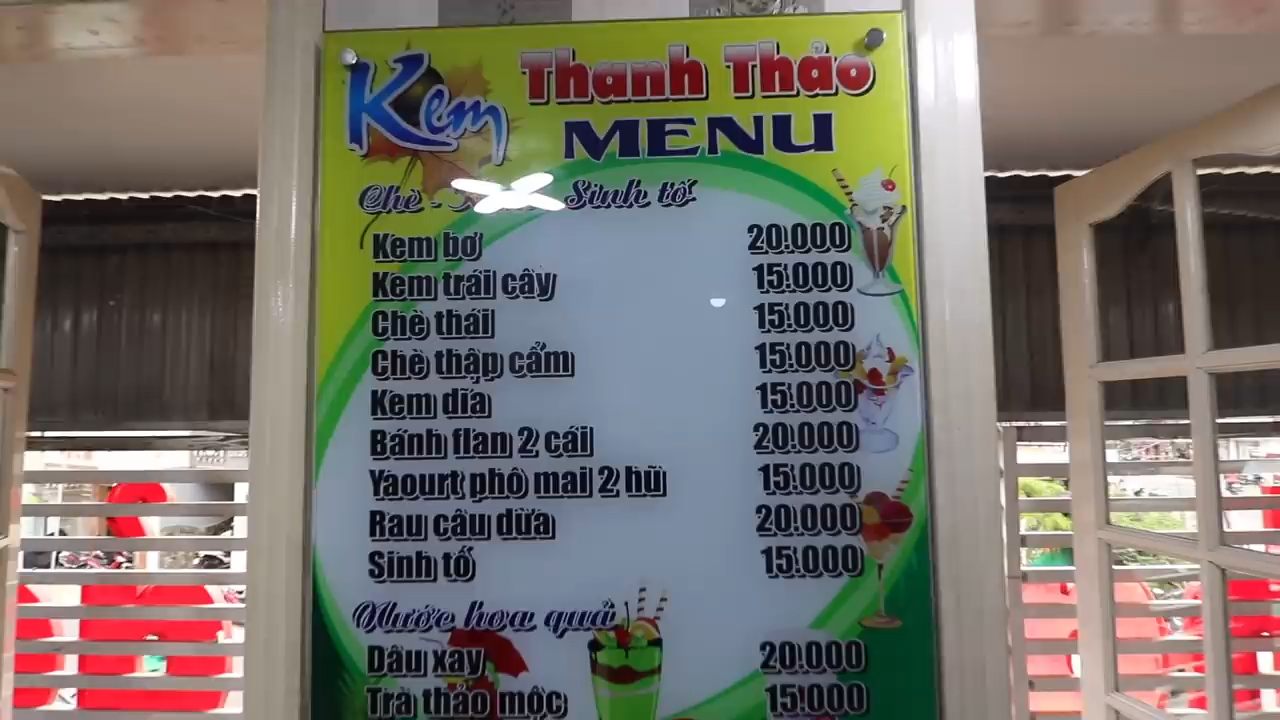 Kem Thanh Thảo
MENU
Chè - Sinh tố
Kem bơ 20.000
Kem trái cây 15.000
Chè thái 15.000
Chè thập cẩm 15.000
Kem dĩa 15.000
Bánh flan 2 cái 20.000
Yaourt phô mai 2 hũ 15.000
Rau câu dừa 20.000
Sinh tố 15.000
Nước hoa quả
Dâu xay 20.000
Trà thảo mộc 15.000